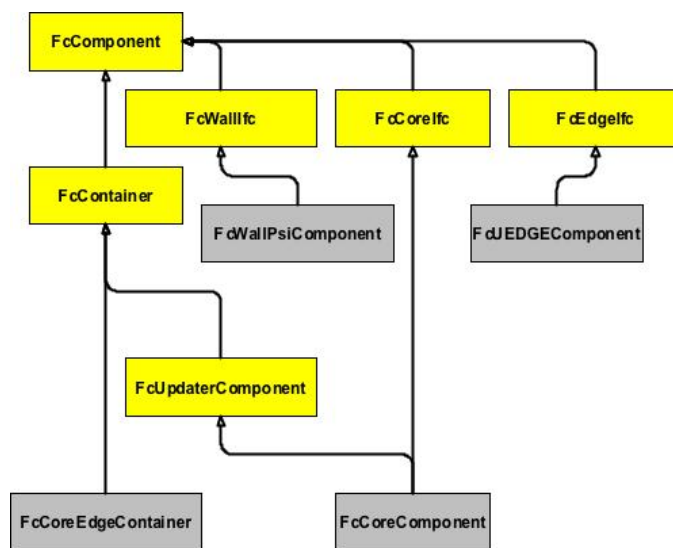 FcComponent
FcWallIfc
FcCoreIfc
FcEdgeIfc
FcContainer
FcWallPsiComponent
FcUEDGEComponent
FcUpdaterComponent
FcCoreEdgeContainer
FcCoreComponent